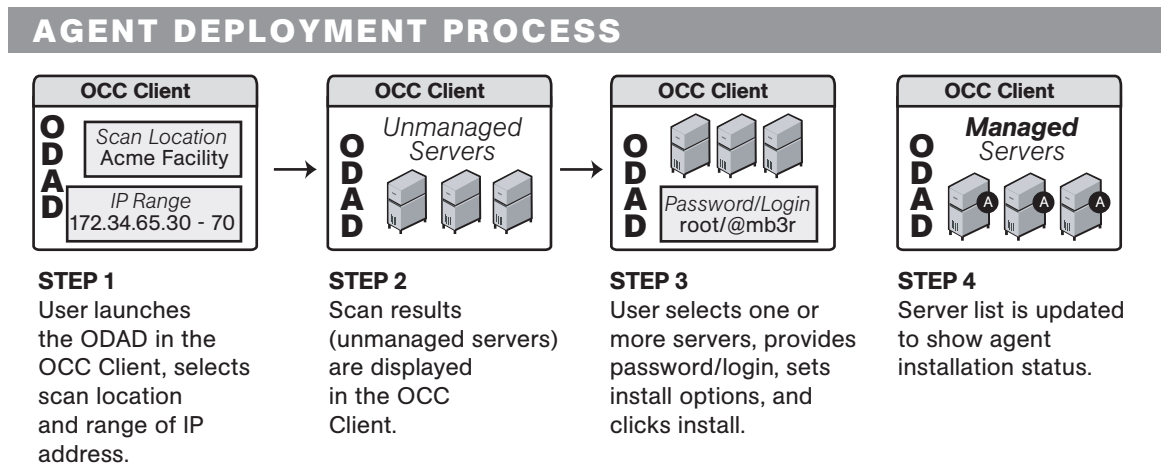 AGENT DEPLOYMENT PROCESS
OCC Client
ODAD
Scan Location
Acme Facility
IP Range
172.34.65.30 - 70
STEP 1
User launches
the ODAD in the
OCC Client, selects
scan location
and range of IP
address.
OCC Client
ODAD
Unmanaged
Servers
STEP 2
Scan results
(unmanaged servers)
are displayed
in the OCC
Client.
OCC Client
ODAD
Password/Login
root/@mb3r
STEP 3
User selects one or
more servers, provides
password/login, sets
install options, and
clicks install.
OCC Client
ODAD
Managed
Servers
A
A
A
STEP 4
Server list is updated
to show agent
installation status.